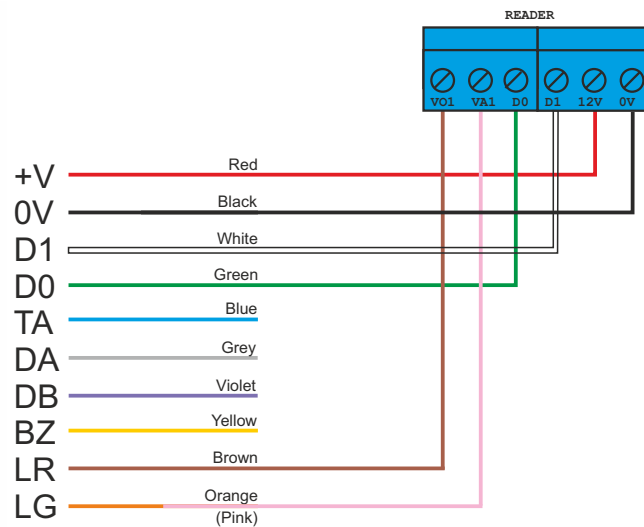 READER
VO1 VA1 D0 D1 12V 0V
+V Red
0V Black
D1 White
D0 Green
TA Blue
DA Grey
DB Violet
BZ Yellow
LR Brown
LG Orange
(Pink)